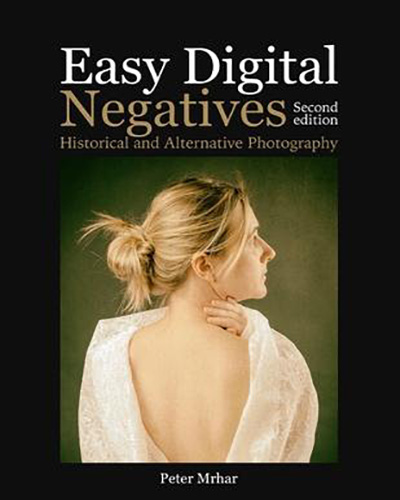 Easy Digital
Negatives Second edition
Historical and Alternative Photography
Peter Mrhar